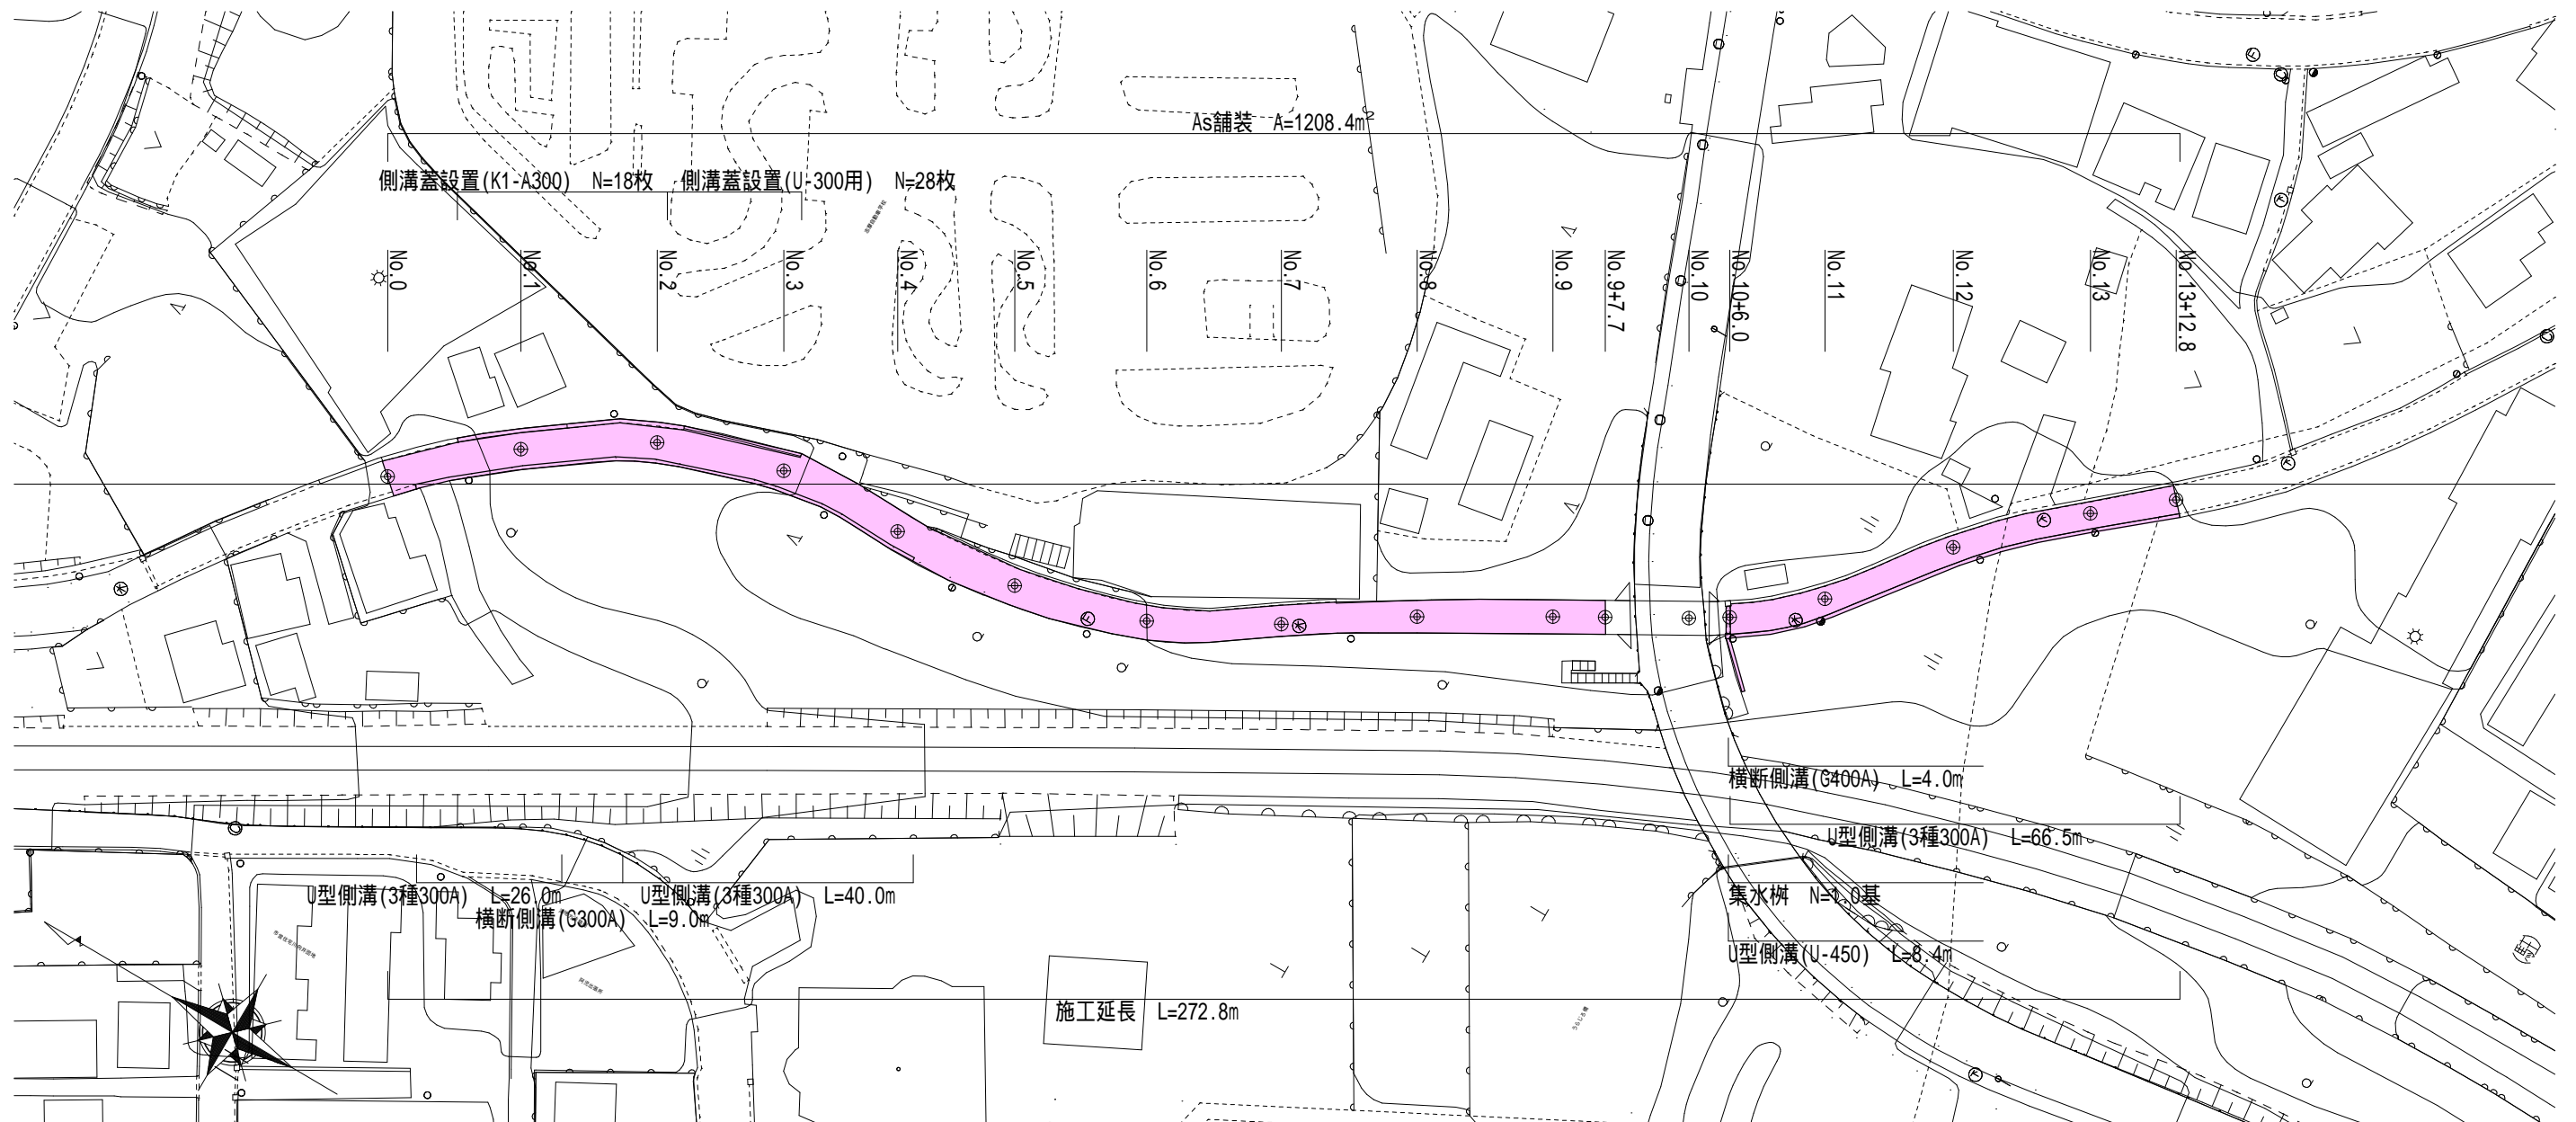 As舗装 A=1208.4m²
側溝蓋設置(K1-A300) N=18枚 側溝蓋設置(U-300用) N=28枚
No.0
No.1
No.2
No.3
No.4
No.5
No.6
No.7
No.8
No.9
No.9+7.7
No.10
No.10+6.0
No.11
No.12
No.13
No.13+12.8
横断側溝(G400A) L=4.0m
U型側溝(3種300A) L=66.5m
U型側溝(3種300A) L=26.0m
U型側溝(3種300A) L=40.0m
集水桝 N=1.0基
横断側溝(G300A) L=9.0m
U型側溝(U-450) L=8.4m
施工延長 L=272.8m